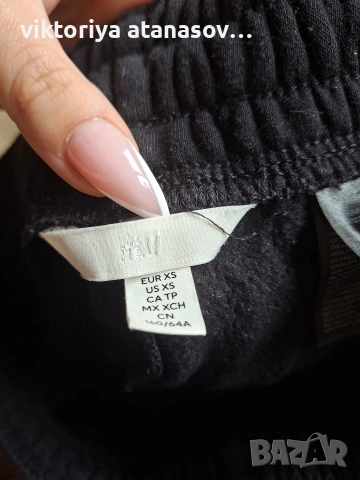 viktoriya atanasov...
H&M
EUR XS
US XS
CA TP
MX XCH
CN
160/64A
BAZAR